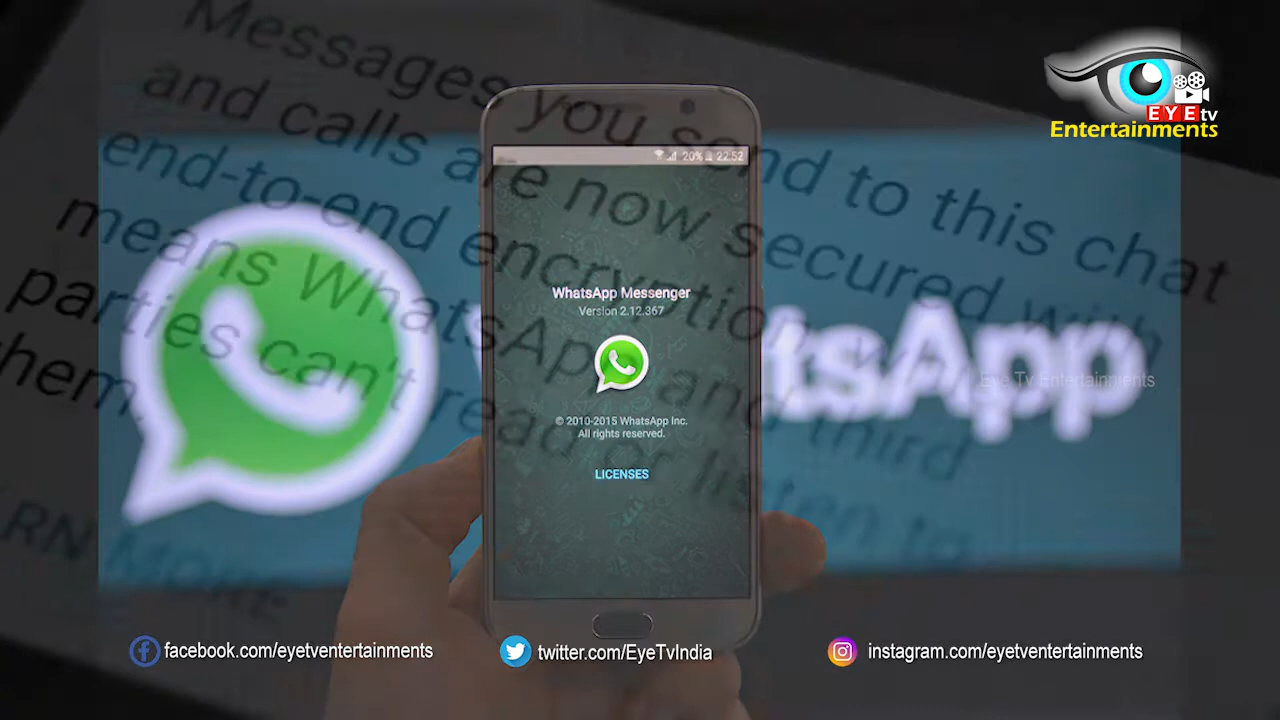 Messages you send to this chat
and calls are now secured with
end-to-end encryption, w
means WhatsApp and third
parties can't read or listen to
them.
RN More
EYE tv
Entertainments
20% 22:52
WhatsApp Messenger
Version 2.12.367
© 2010-2015 WhatsApp Inc.
All rights reserved.
LICENSES
tsApp
Eye Tv Entertainments
facebook.com/eyetventertainments
twitter.com/EyeTvIndia
instagram.com/eyetventertainments